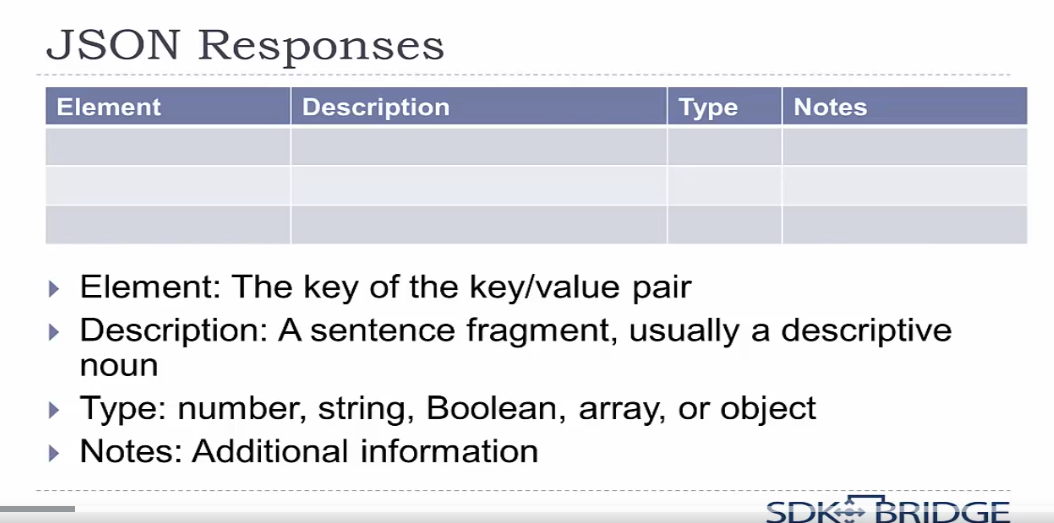 JSON Responses
Element Description Type Notes
Element: The key of the key/value pair
Description: A sentence fragment, usually a descriptive
noun
Type: number, string, Boolean, array, or object
Notes: Additional information
SDK BRIDGE